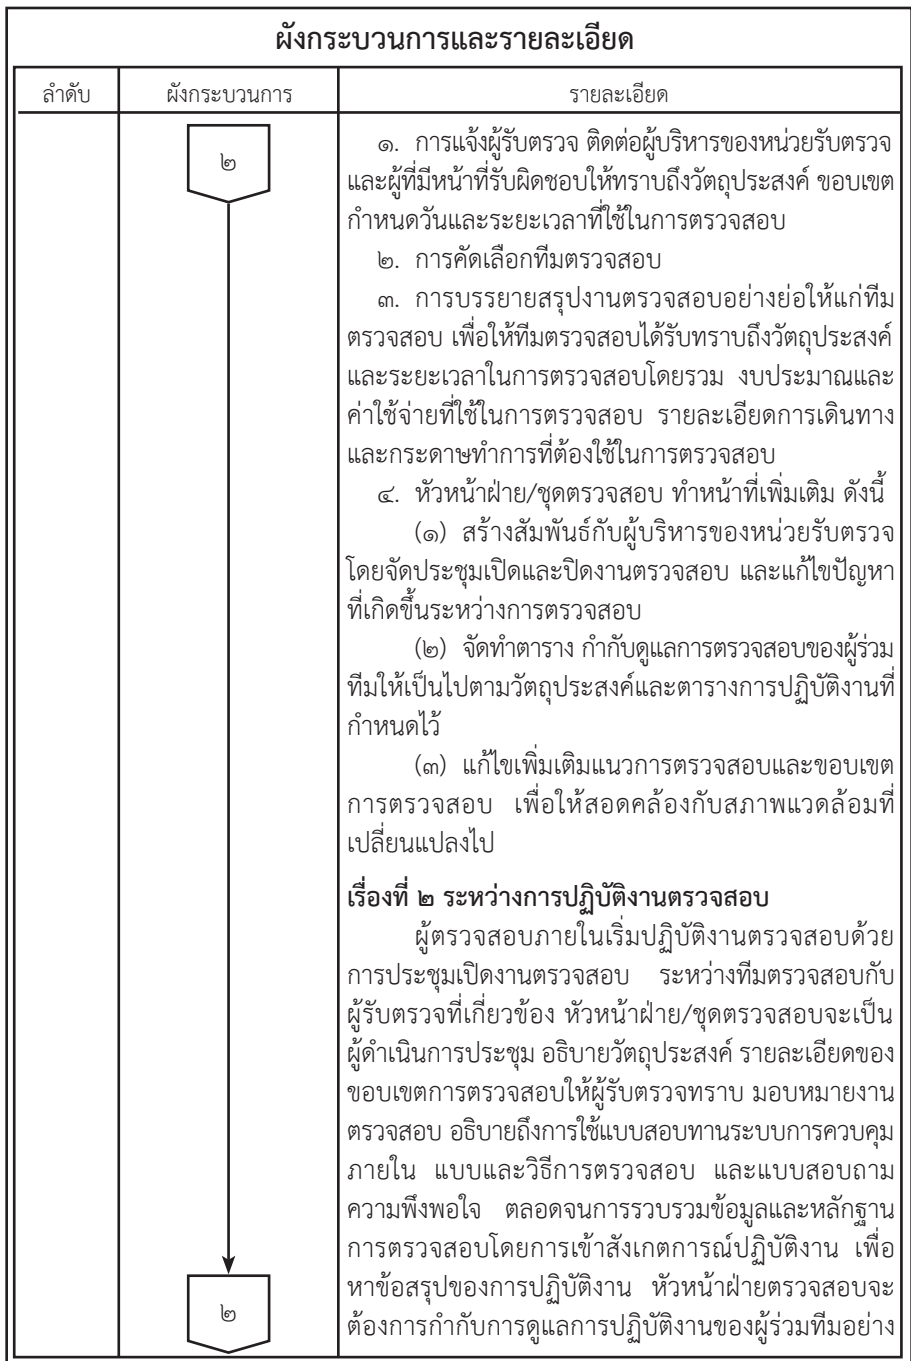 ผังกระบวนการและรายละเอียด
ลำดับ ผังกระบวนการ รายละเอียด
๒
๑. การแจ้งผู้รับตรวจ ติดต่อผู้บริหารของหน่วยรับตรวจ
และผู้ที่มีหน้าที่รับผิดชอบให้ทราบถึงวัตถุประสงค์ ขอบเขต
กำหนดวันและระยะเวลาที่ใช้ในการตรวจสอบ
๒. การคัดเลือกทีมตรวจสอบ
๓. การบรรยายสรุปงานตรวจสอบอย่างย่อให้แก่ทีม
ตรวจสอบ เพื่อให้ทีมตรวจสอบได้รับทราบถึงวัตถุประสงค์
และระยะเวลาในการตรวจสอบโดยรวม งบประมาณและ
ค่าใช้จ่ายที่ใช้ในการตรวจสอบ รายละเอียดการเดินทาง
และกระดาษทำการที่ต้องใช้ในการตรวจสอบ
๔. หัวหน้าฝ่าย/ชุดตรวจสอบ ทำหน้าที่เพิ่มเติม ดังนี้
(๑) สร้างสัมพันธ์กับผู้บริหารของหน่วยรับตรวจ
โดยจัดประชุมเปิดและปิดงานตรวจสอบ และแก้ไขปัญหา
ที่เกิดขึ้นระหว่างการตรวจสอบ
(๒) จัดทำตาราง กำกับดูแลการตรวจสอบของผู้ร่วม
ทีมให้เป็นไปตามวัตถุประสงค์และตารางการปฏิบัติงานที่
กำหนดไว้
(๓) แก้ไขเพิ่มเติมแนวการตรวจสอบและขอบเขต
การตรวจสอบ เพื่อให้สอดคล้องกับสภาพแวดล้อมที่
เปลี่ยนแปลงไป
เรื่องที่ ๒ ระหว่างการปฏิบัติงานตรวจสอบ
ผู้ตรวจสอบภายในเริ่มปฏิบัติงานตรวจสอบด้วย
การประชุมเปิดงานตรวจสอบ ระหว่างทีมตรวจสอบกับ
ผู้รับตรวจที่เกี่ยวข้อง หัวหน้าฝ่าย/ชุดตรวจสอบจะเป็น
ผู้ดำเนินการประชุม อธิบายวัตถุประสงค์ รายละเอียดของ
ขอบเขตการตรวจสอบให้ผู้รับตรวจทราบ มอบหมายงาน
ตรวจสอบ อธิบายถึงการใช้แบบสอบทานระบบการควบคุม
ภายใน แบบและวิธีการตรวจสอบ และแบบสอบถาม
ความพึงพอใจ ตลอดจนการรวบรวมข้อมูลและหลักฐาน
การตรวจสอบโดยการเข้าสังเกตการณ์ปฏิบัติงาน เพื่อ
หาข้อสรุปของการปฏิบัติงาน หัวหน้าฝ่ายตรวจสอบจะ
ต้องการกำกับการดูแลการปฏิบัติงานของผู้ร่วมทีมอย่าง
๒